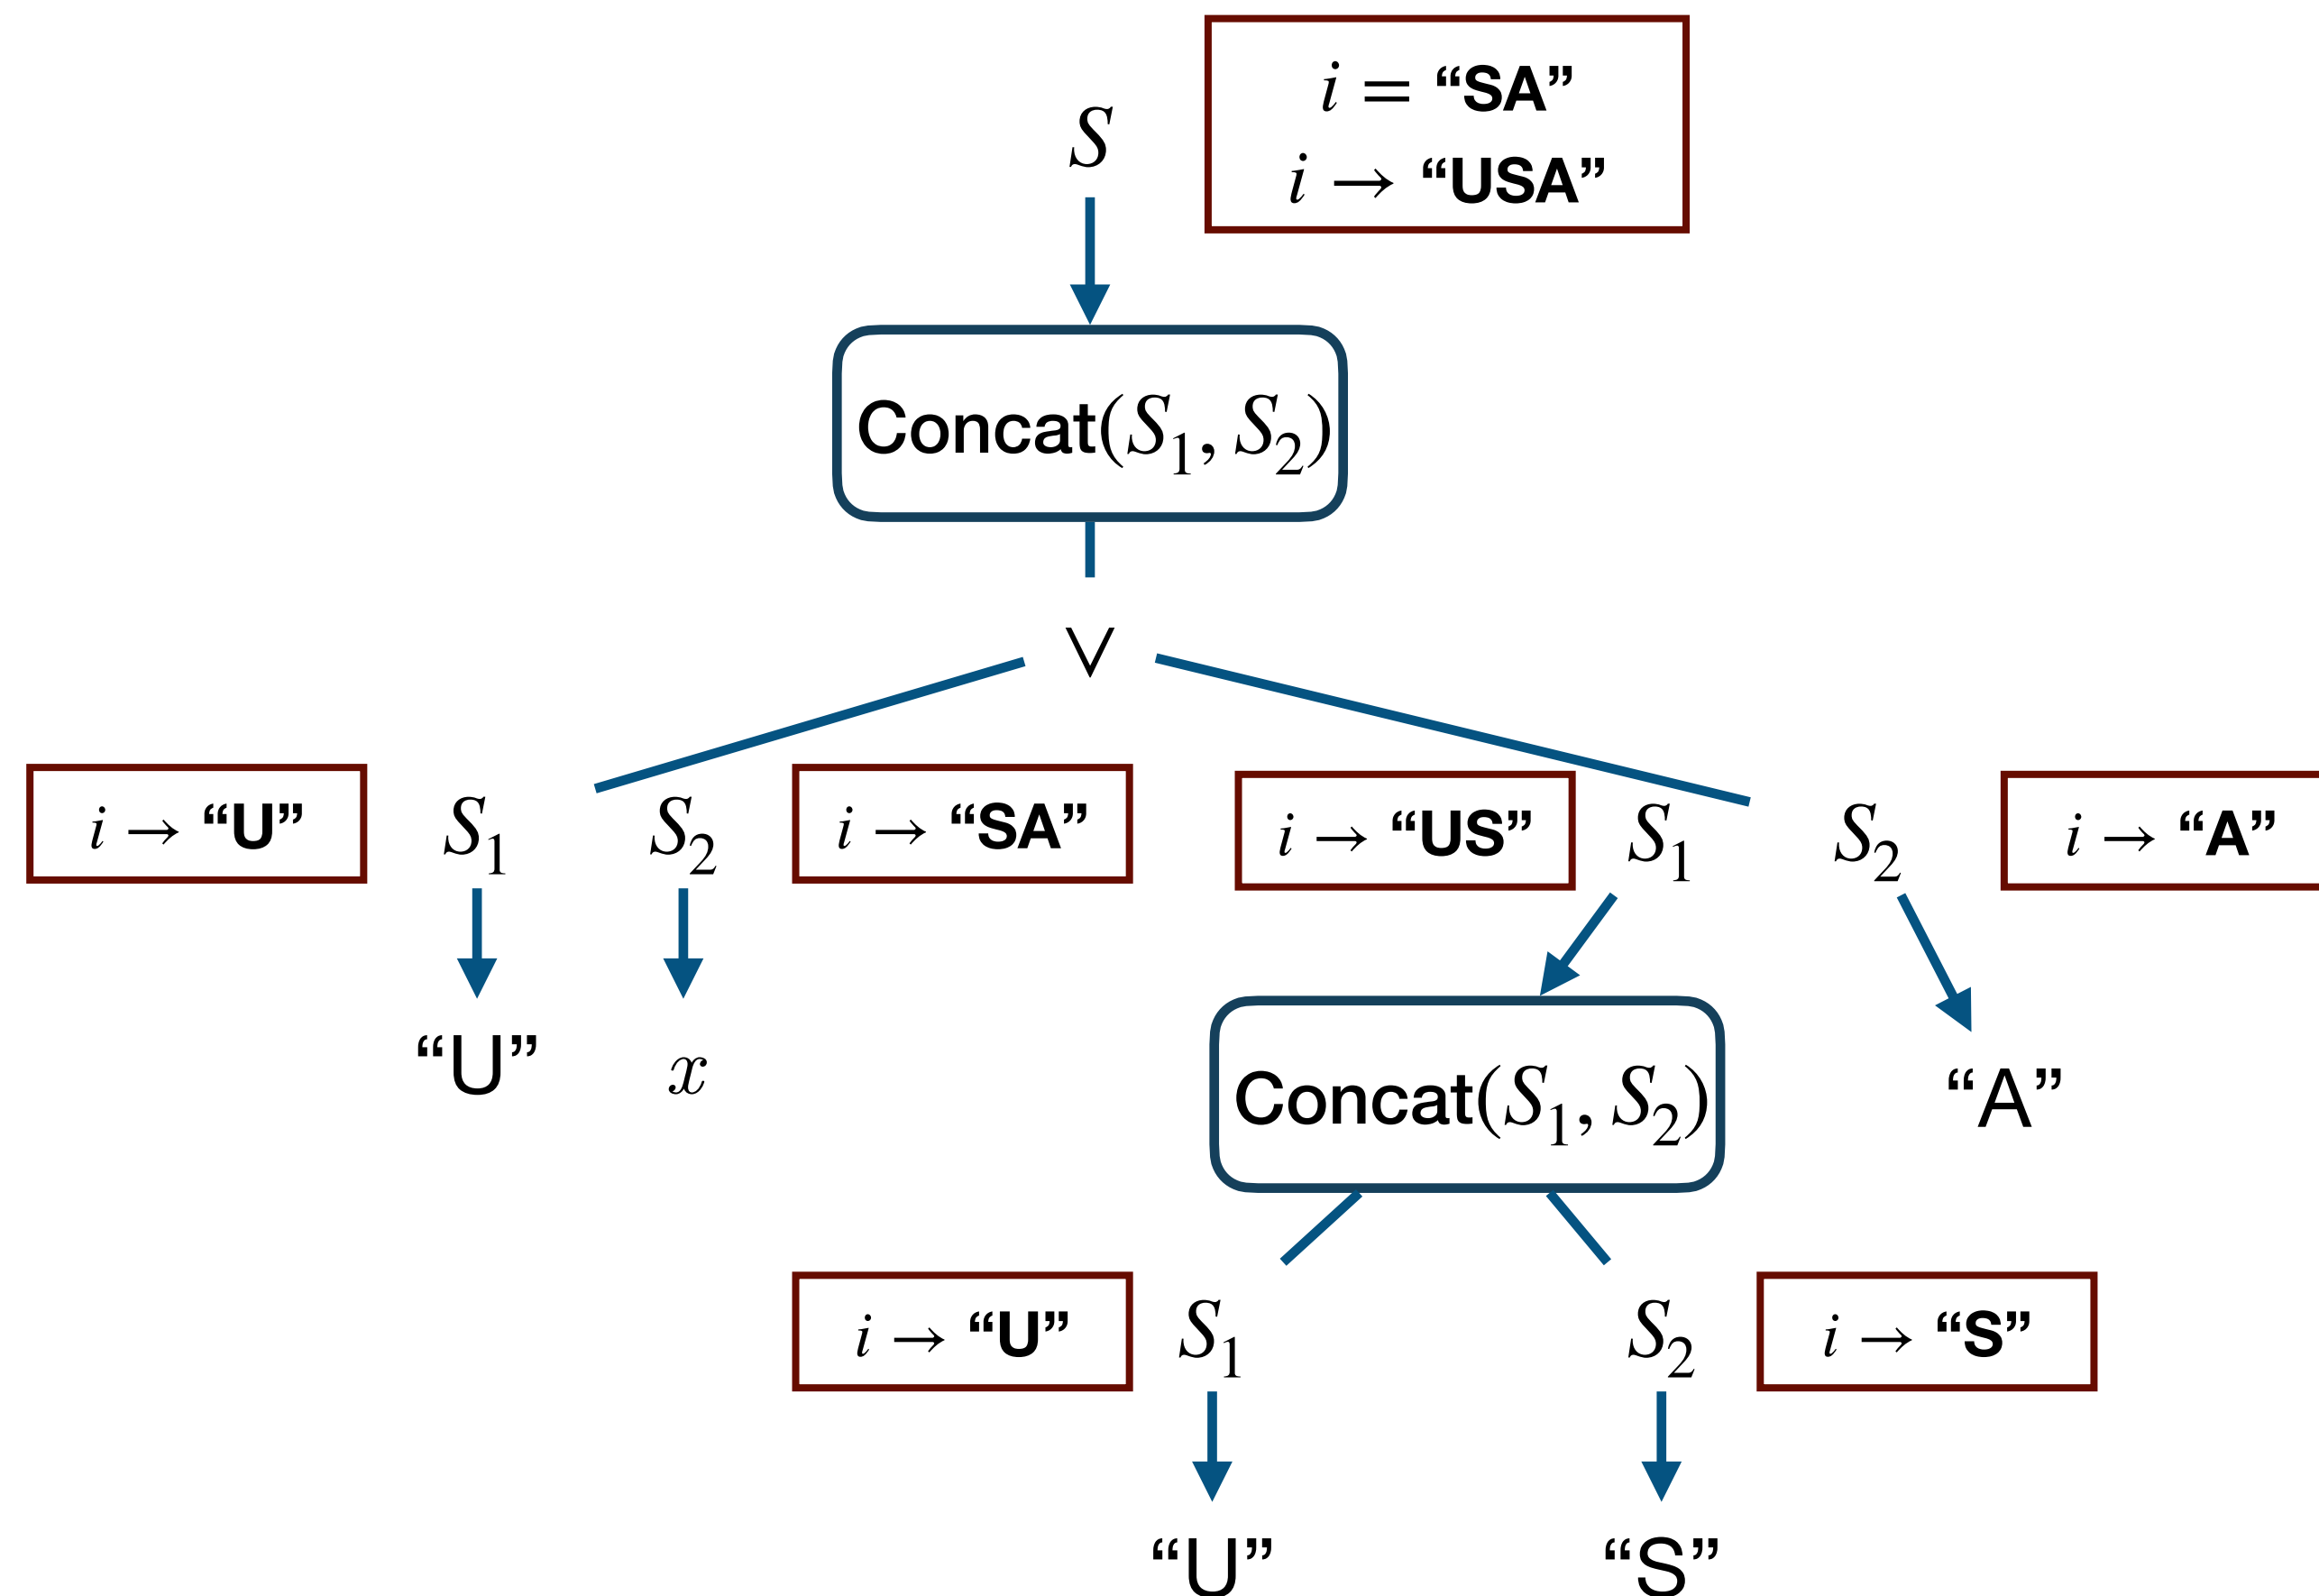 i = “SA”
S
i → “USA”
Concat(S₁, S₂)
∨
i → “U” S₁ S₂ i → “SA” i → “US” S₁ S₂ i → “A”
“U” x Concat(S₁, S₂) “A”
i → “U” S₁ S₂ i → “S”
“U” “S”